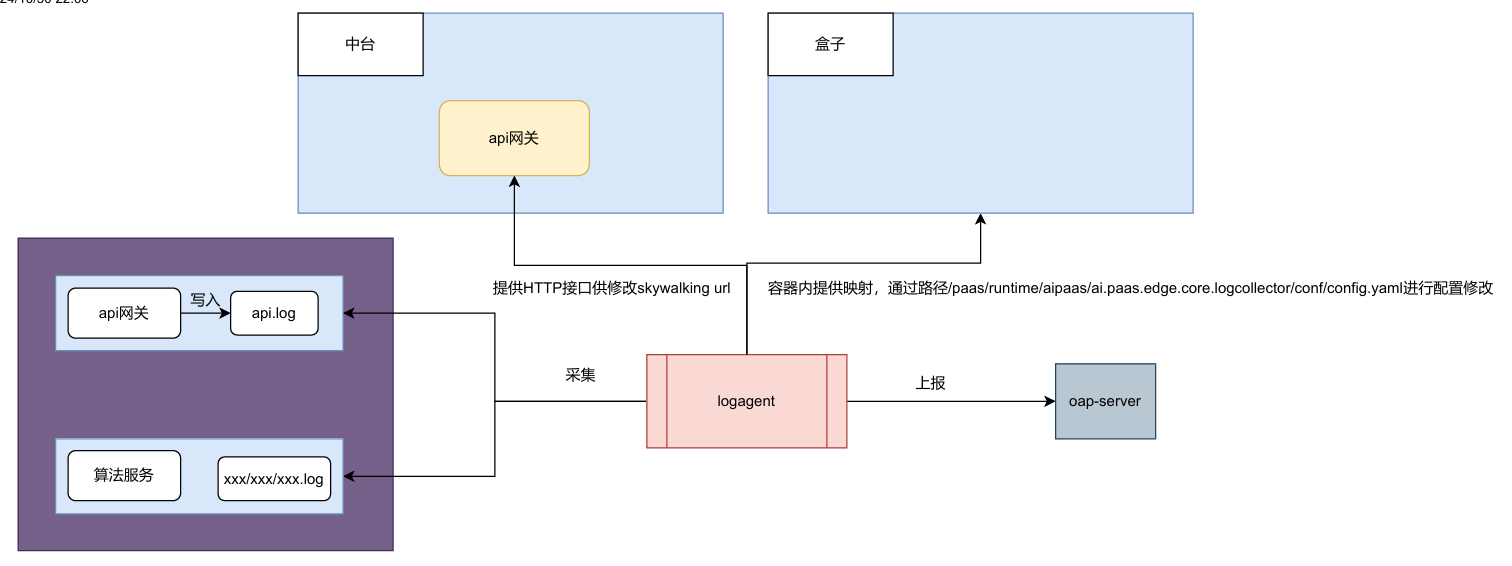 中台
盒子
api网关
提供HTTP接口供修改skywalking url
容器内提供映射，通过路径/paas/runtime/aipaas/ai.paas.edge.core.logcollector/conf/config.yaml进行配置修改
api网关
写入
api.log
采集
logagent
上报
oap-server
算法服务
xxx/xxx/xxx.log